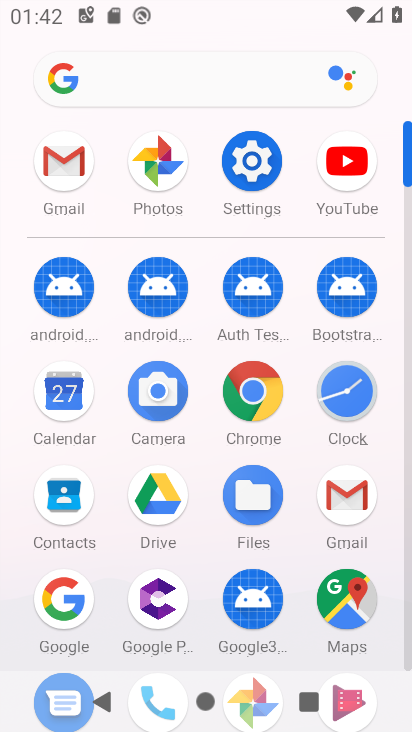 01:42
Gmail Photos Settings YouTube
android.... android.... Auth Tes... Bootstra...
27
Calendar Camera Chrome Clock
Contacts Drive Files Gmail
Google Google P... Google3... Maps